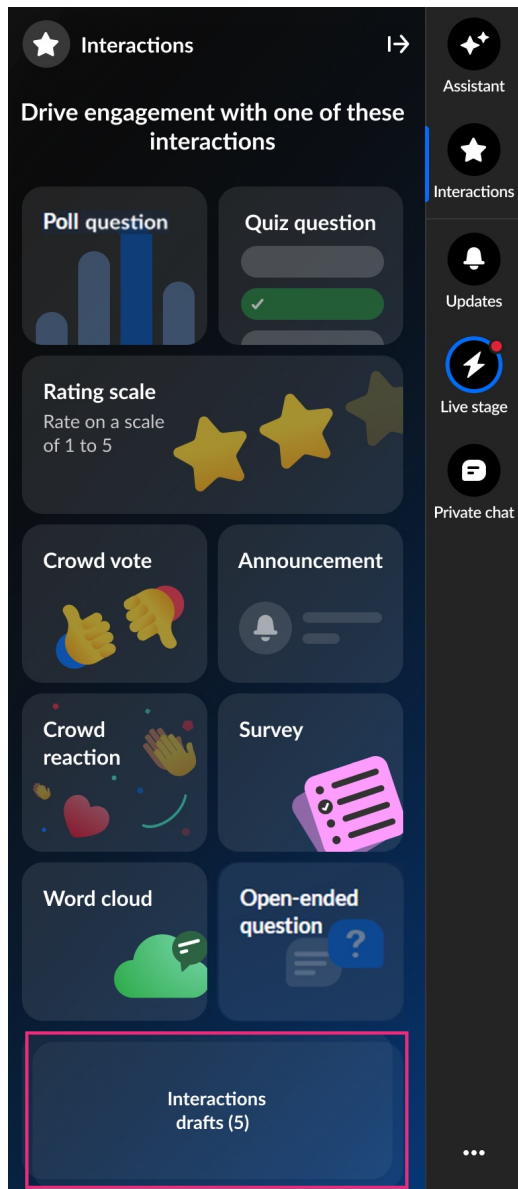 Interactions
Drive engagement with one of these
interactions
Poll question
Quiz question
Rating scale
Rate on a scale
of 1 to 5
Crowd vote
Announcement
Crowd
reaction
Survey
Word cloud
Open-ended
question
?
Interactions
drafts (5)
Assistant
Interactions
Updates
Live stage
Private chat